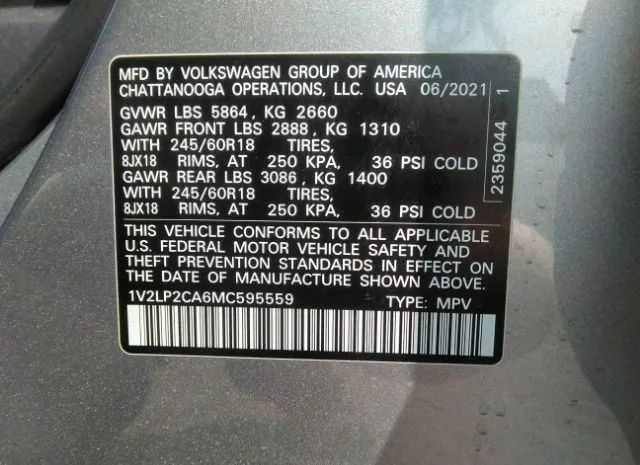 MFD BY VOLKSWAGEN GROUP OF AMERICA
CHATTANOOGA OPERATIONS, LLC. USA 06/2021
GVWR LBS 5864, KG 2660
GAWR FRONT LBS 2888, KG 1310
WITH 245/60R18 TIRES,
8JX18 RIMS, AT 250 KPA, 36 PSI COLD
GAWR REAR LBS 3086, KG 1400
WITH 245/60R18 TIRES,
8JX18 RIMS, AT 250 KPA, 36 PSI COLD
THIS VEHICLE CONFORMS TO ALL APPLICABLE
U.S. FEDERAL MOTOR VEHICLE SAFETY AND
THEFT PREVENTION STANDARDS IN EFFECT ON
THE DATE OF MANUFACTURE SHOWN ABOVE
1V2LP2CA6MC595559 TYPE: MPV
2359044 1